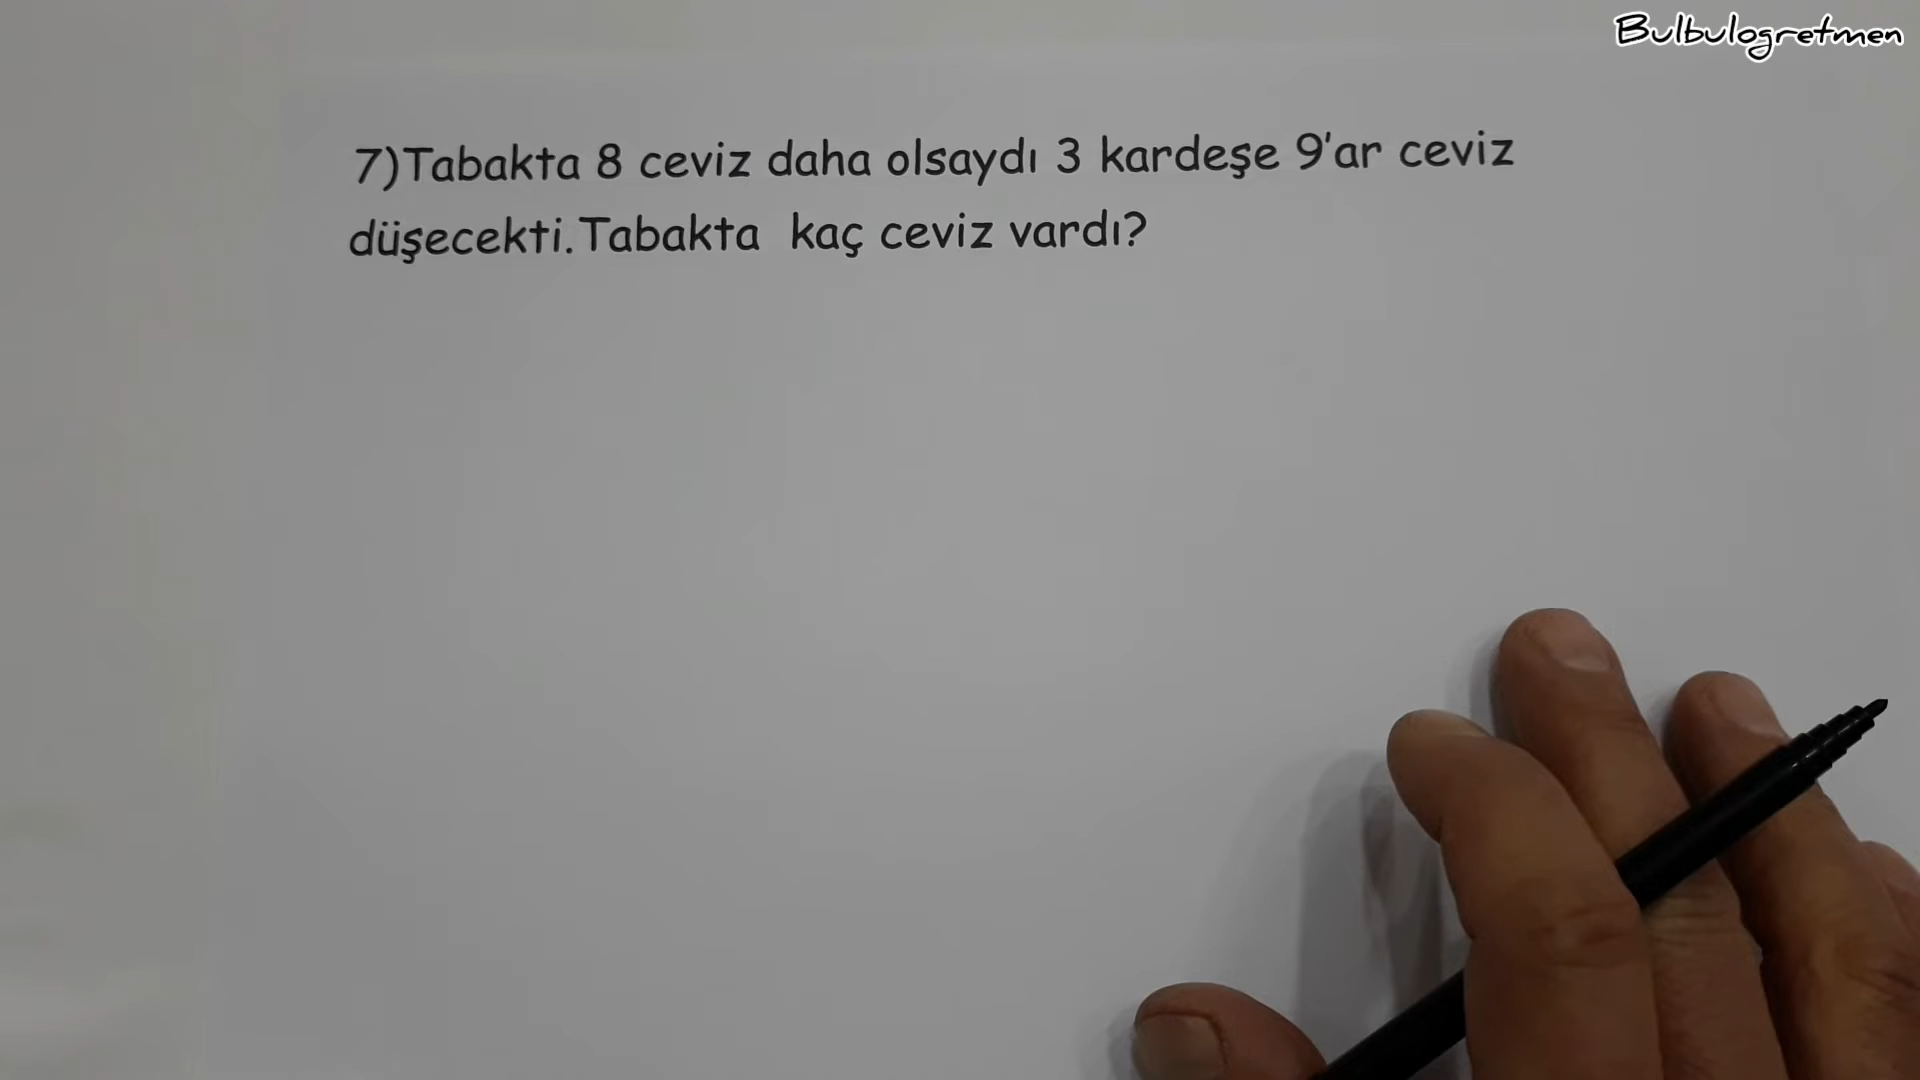 Bulbulogretmen
7)Tabakta 8 ceviz daha olsaydı 3 kardeşe 9'ar ceviz
düşecekti.Tabakta kaç ceviz vardı?